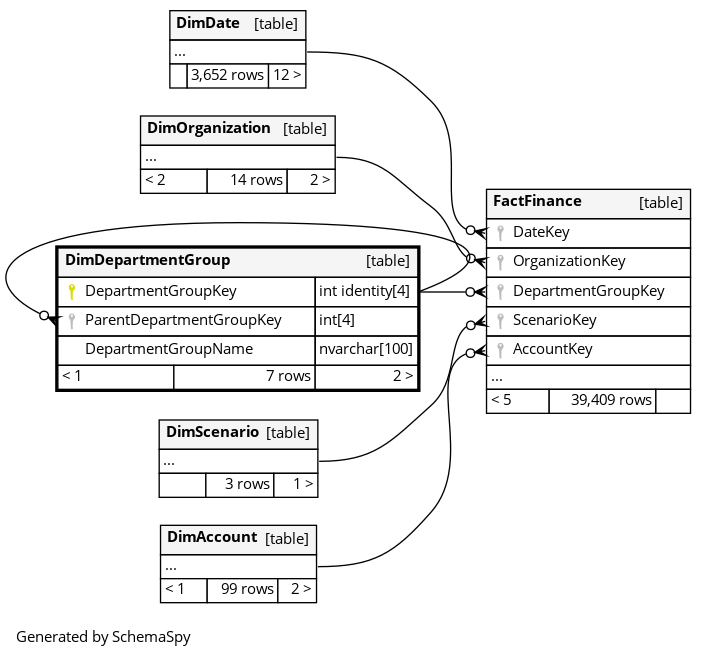 DimDate [table]
...
3,652 rows 12 >
DimOrganization [table]
...
< 2 14 rows 2 >
FactFinance [table]
DateKey
OrganizationKey
DepartmentGroupKey
ScenarioKey
AccountKey
...
< 5 39,409 rows
DimDepartmentGroup [table]
DepartmentGroupKey int identity[4]
ParentDepartmentGroupKey int[4]
DepartmentGroupName nvarchar[100]
< 1 7 rows 2 >
DimScenario [table]
...
3 rows 1 >
DimAccount [table]
...
< 1 99 rows 2 >
Generated by SchemaSpy